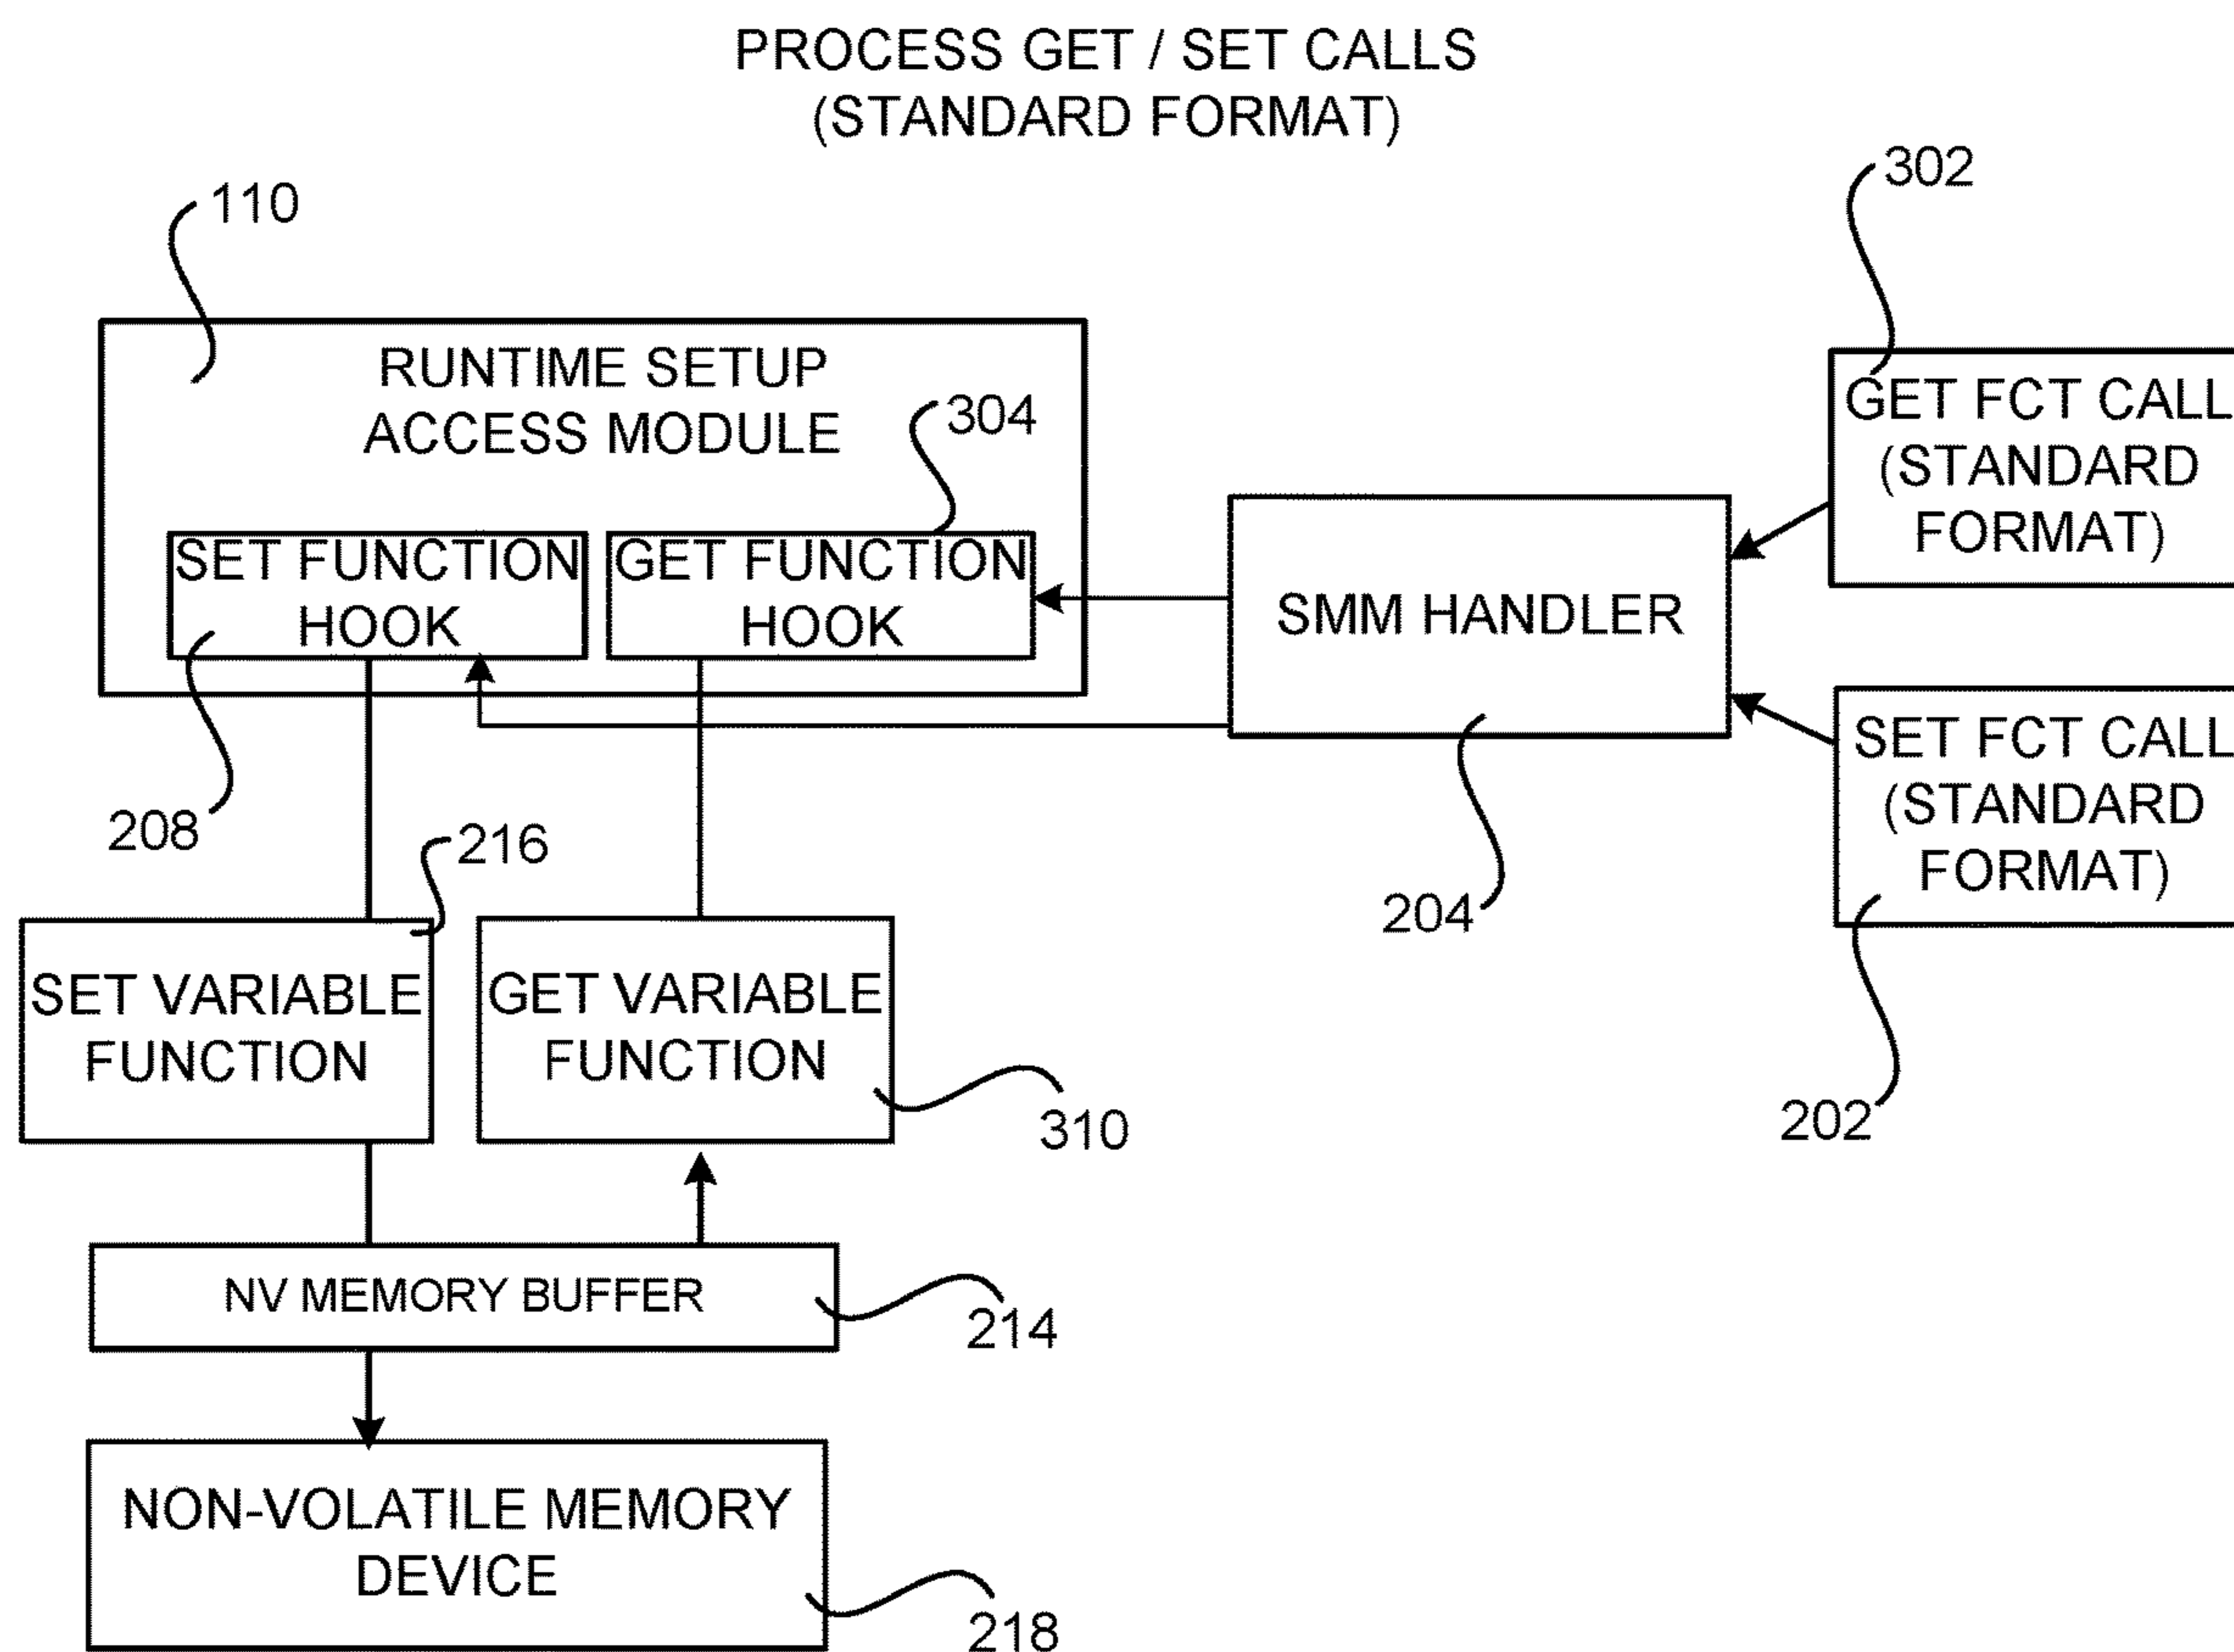 PROCESS GET / SET CALLS
(STANDARD FORMAT)
110
302
RUNTIME SETUP
ACCESS MODULE
304
SET FUNCTION
HOOK
GET FUNCTION
HOOK
SMM HANDLER
GET FCT CALL
(STANDARD
FORMAT)
SET FCT CALL
(STANDARD
FORMAT)
208
216
204
202
SET VARIABLE
FUNCTION
GET VARIABLE
FUNCTION
310
NV MEMORY BUFFER
214
NON-VOLATILE MEMORY
DEVICE
218